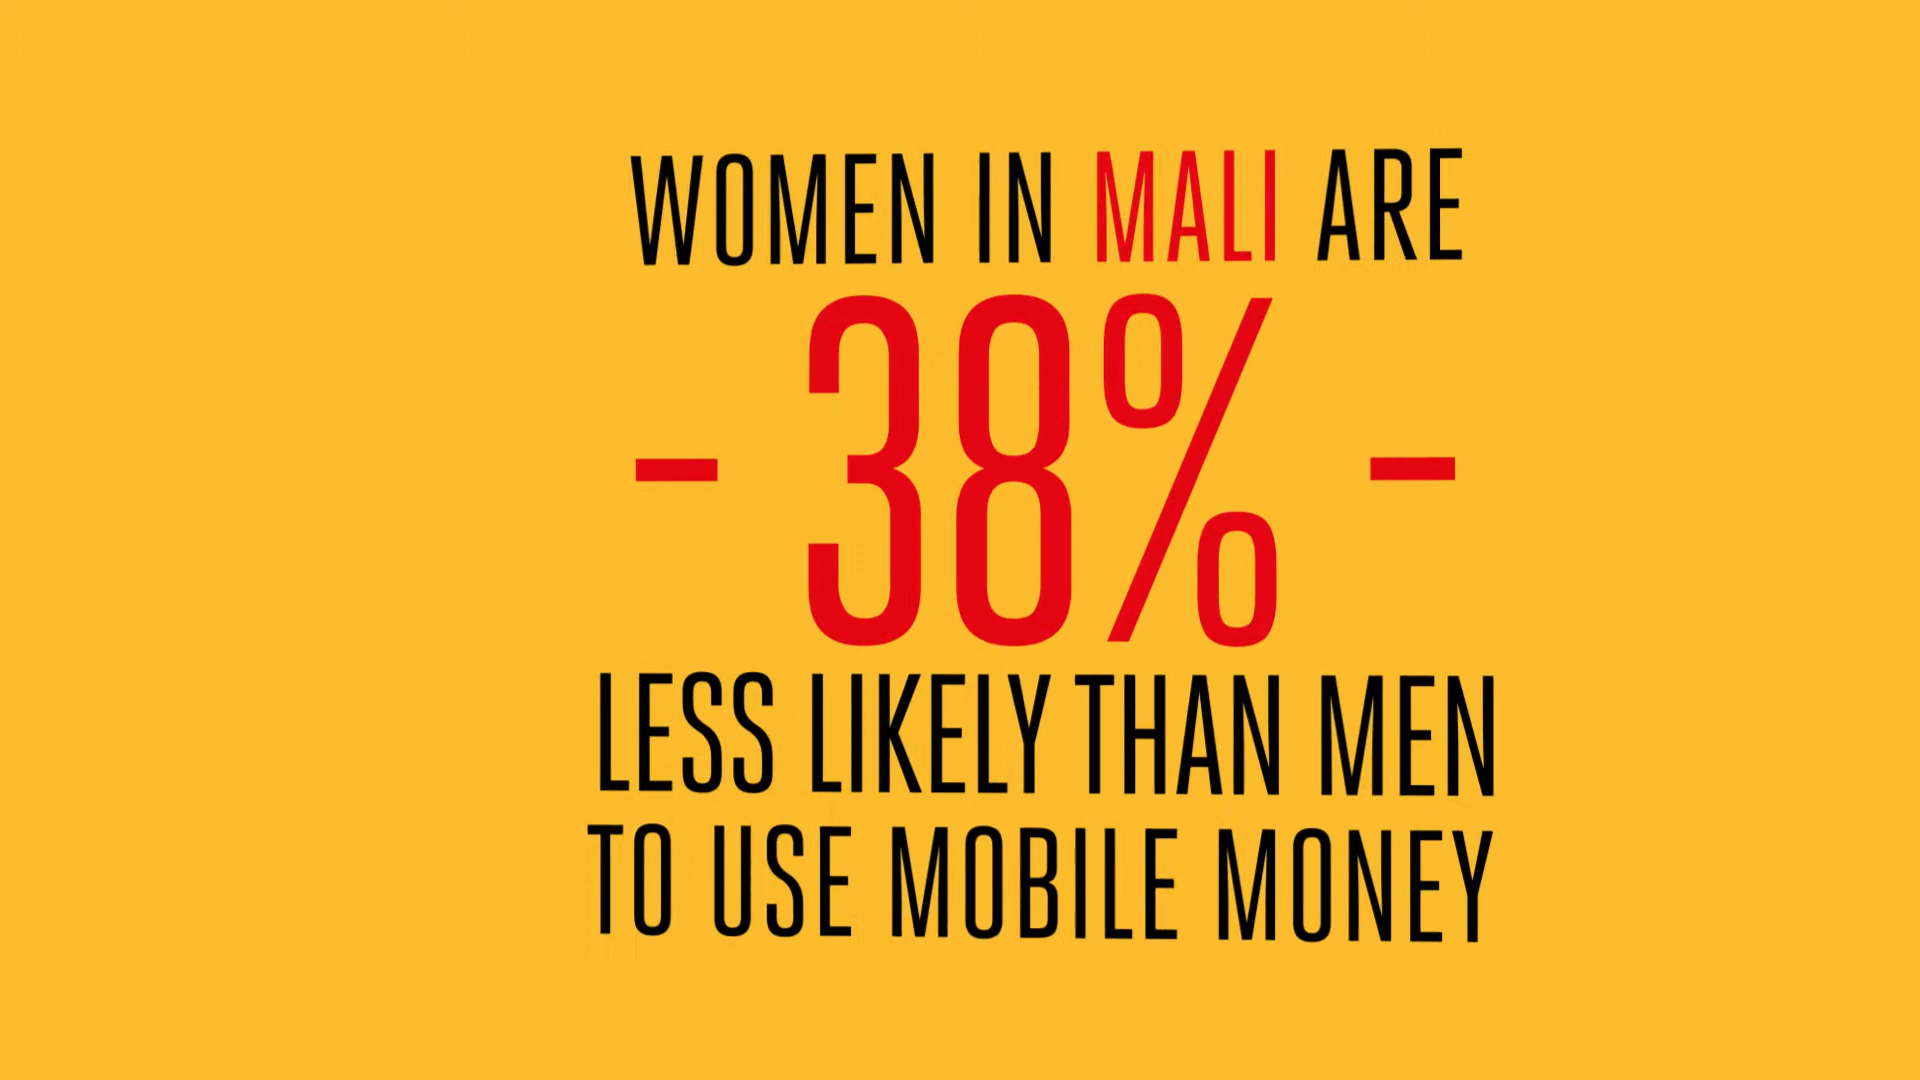 WOMEN IN MALI ARE
- 38% -
LESS LIKELY THAN MEN
TO USE MOBILE MONEY